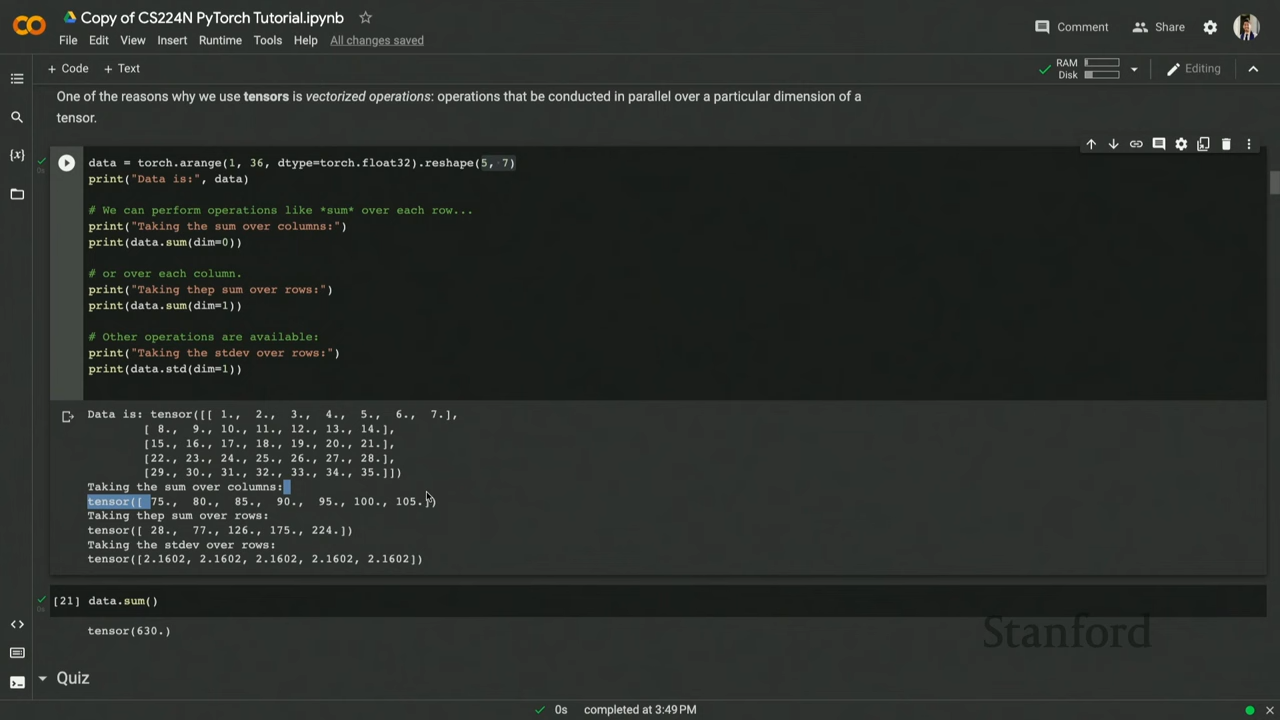 Copy of CS224N PyTorch Tutorial.ipynb
Comment Share
File Edit View Insert Runtime Tools Help All changes saved
+ Code + Text
RAM
Disk
Editing
One of the reasons why we use tensors is vectorized operations: operations that be conducted in parallel over a particular dimension of a
tensor.
data = torch.arange(1, 36, dtype=torch.float32).reshape(5, 7)
print("Data is:", data)
# We can perform operations like *sum* over each row...
print("Taking the sum over columns:")
print(data.sum(dim=0))
# or over each column.
print("Taking thep sum over rows:")
print(data.sum(dim=1))
# Other operations are available:
print("Taking the stdev over rows:")
print(data.std(dim=1))
Data is: tensor([[ 1., 2., 3., 4., 5., 6., 7.],
[ 8., 9., 10., 11., 12., 13., 14.],
[15., 16., 17., 18., 19., 20., 21.],
[22., 23., 24., 25., 26., 27., 28.],
[29., 30., 31., 32., 33., 34., 35.]])
Taking the sum over columns:
tensor([ 75., 80., 85., 90., 95., 100., 105.])
Taking thep sum over rows:
tensor([ 28., 77., 126., 175., 224.])
Taking the stdev over rows:
tensor([2.1602, 2.1602, 2.1602, 2.1602, 2.1602])
[21] data.sum()
0s
tensor(630.)
Stanford
Quiz
0s completed at 3:49 PM